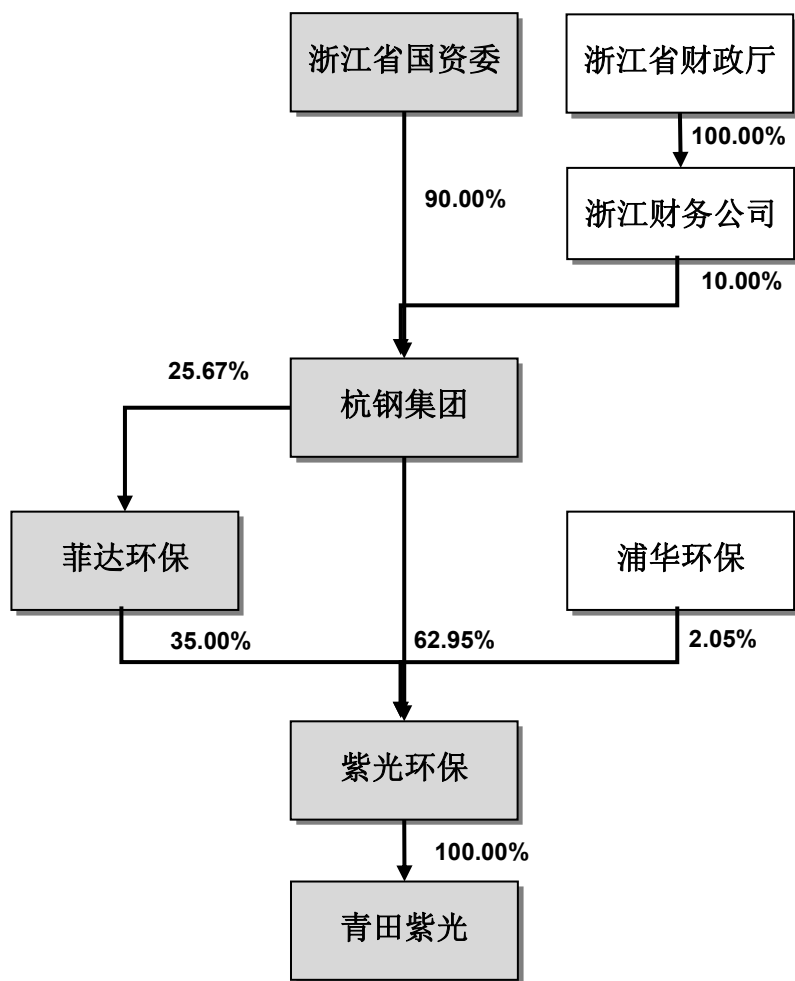 浙江省国资委
浙江省财政厅
100.00%
90.00%
浙江财务公司
10.00%
25.67%
杭钢集团
菲达环保
浦华环保
35.00%
62.95%
2.05%
紫光环保
100.00%
青田紫光